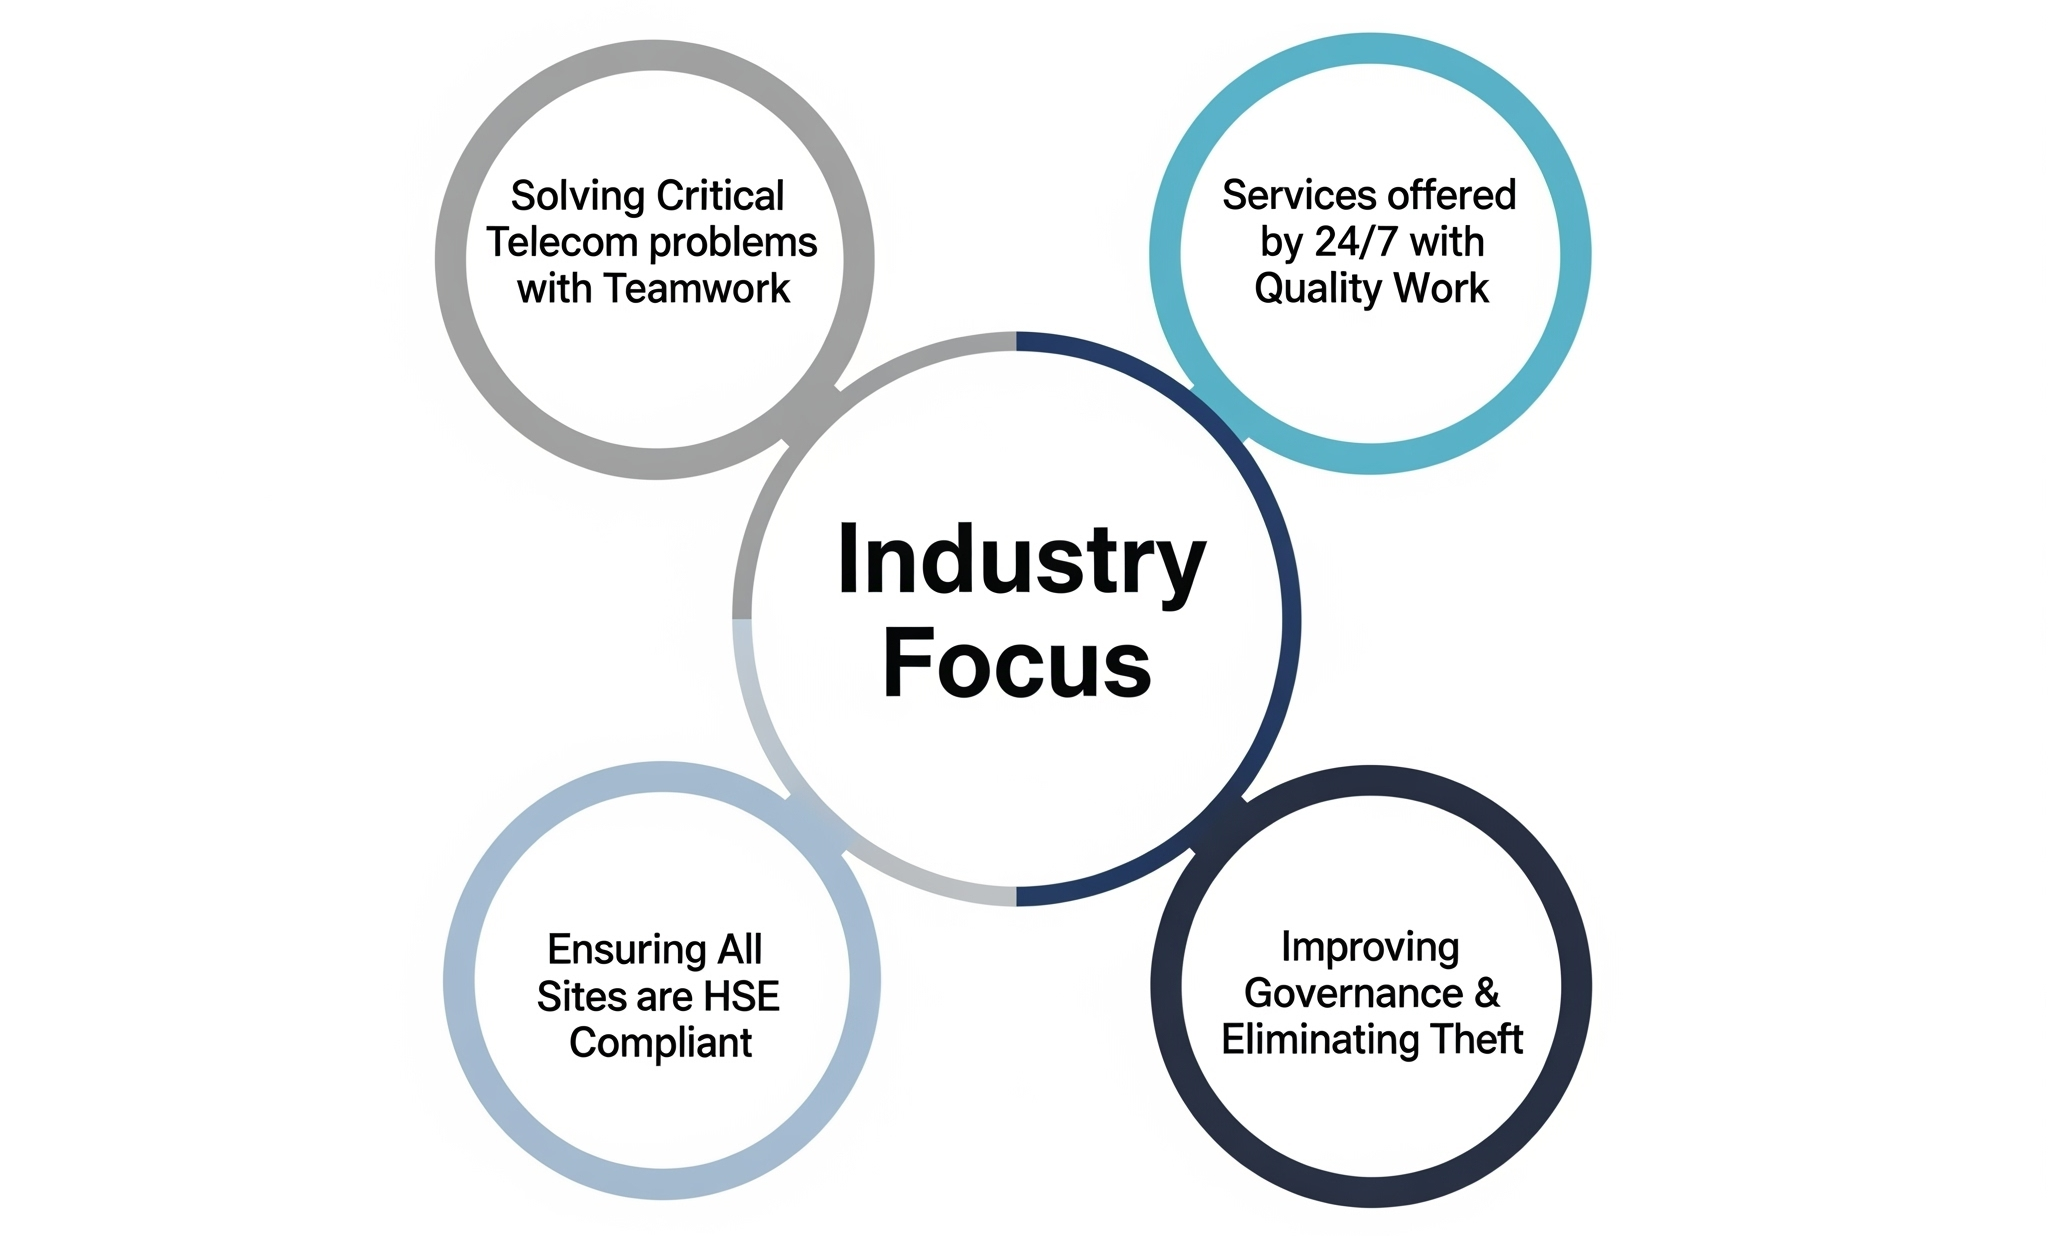 Solving Critical
Telecom problems
with Teamwork
Services offered
by 24/7 with
Quality Work
Industry
Focus
Ensuring All
Sites are HSE
Compliant
Improving
Governance &
Eliminating Theft